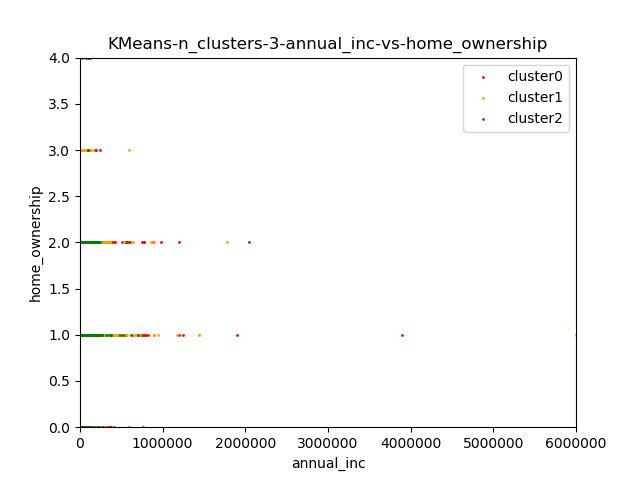 KMeans-n_clusters-3-annual_inc-vs-home_ownership
cluster0
cluster1
cluster2
4.0
3.5
3.0
2.5
2.0
1.5
1.0
0.5
0.0
home_ownership
0
1000000
2000000
3000000
4000000
5000000
6000000
annual_inc